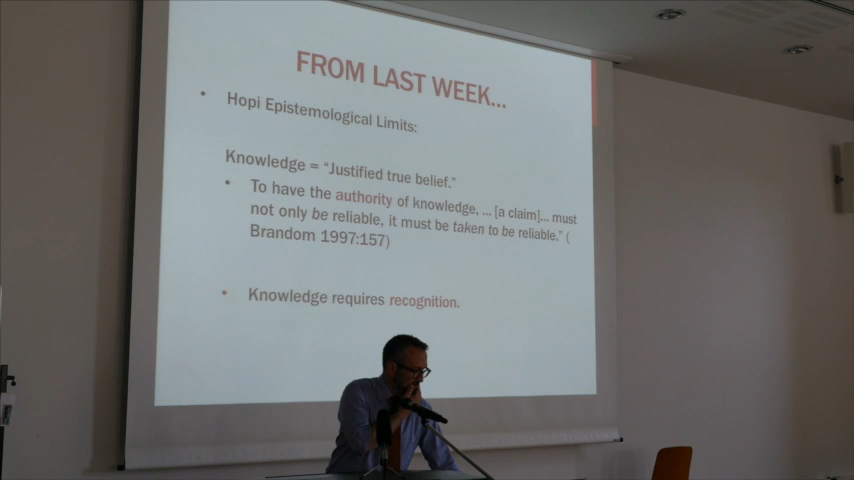 FROM LAST WEEK...
• Hopi Epistemological Limits:
Knowledge = “Justified true belief.”
• To have the authority of knowledge, ... [a claim]... must
not only be reliable, it must be taken to be reliable.” (
Brandom 1997:157)
• Knowledge requires recognition.